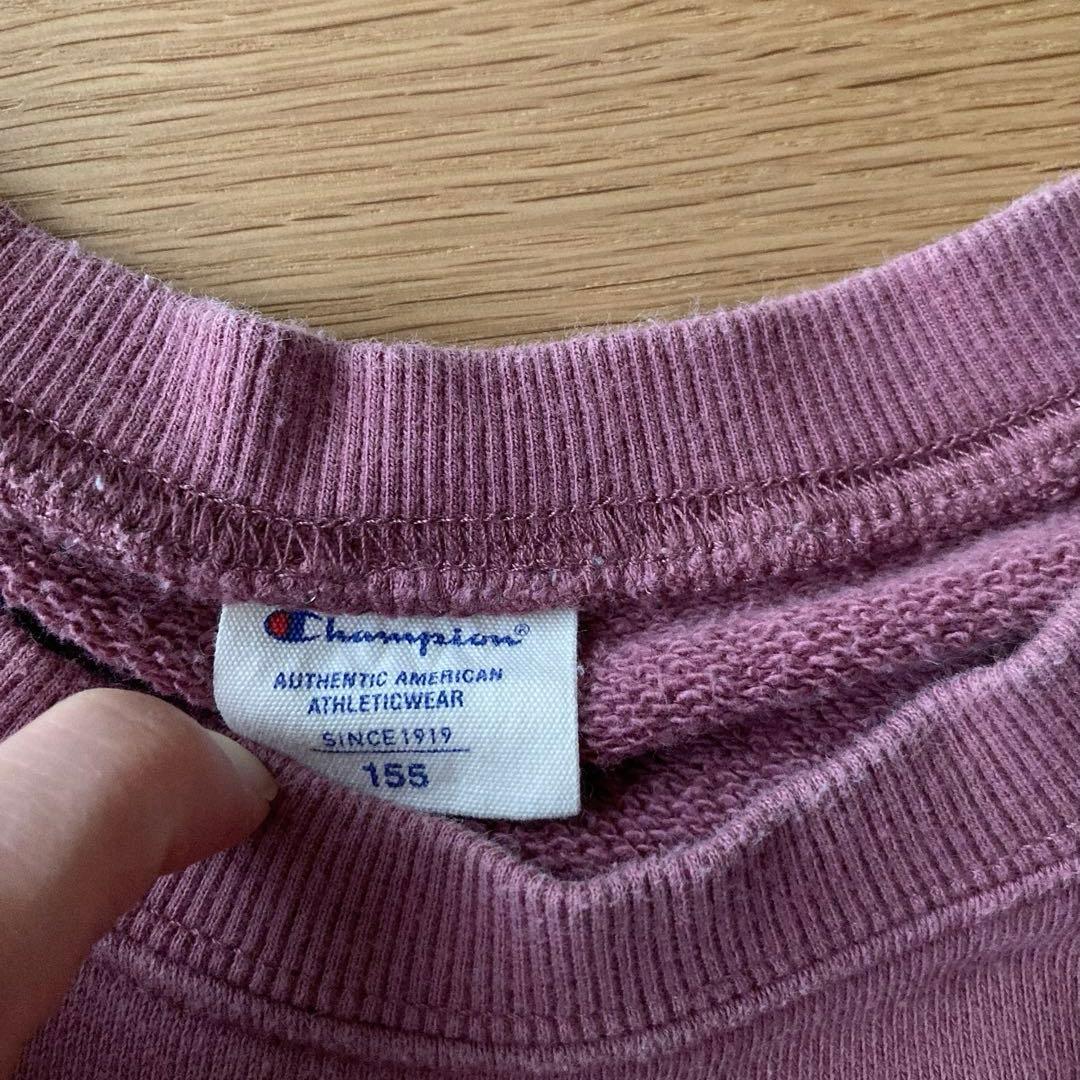 Champion®
AUTHENTIC AMERICAN
ATHLETICWEAR
SINCE 1919
155